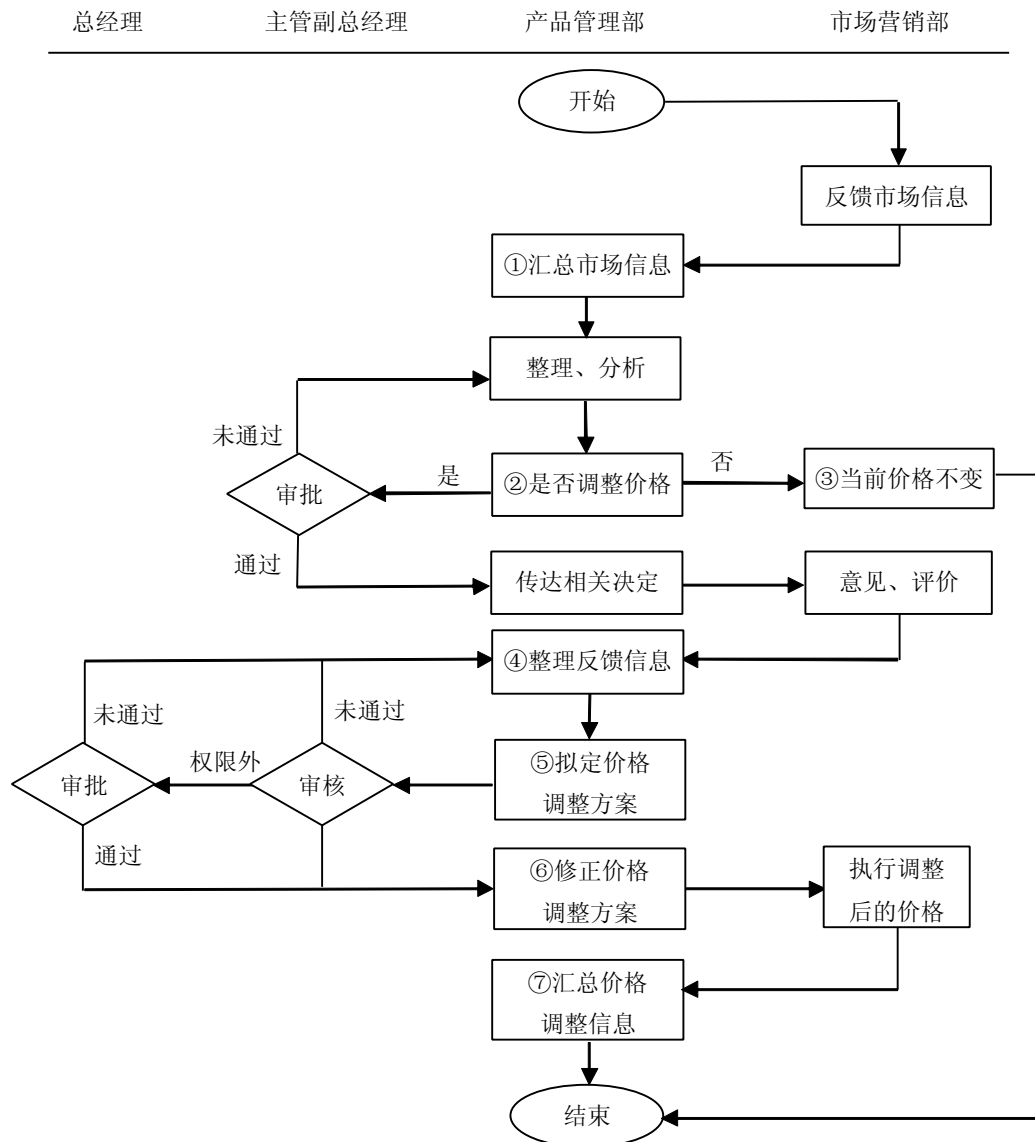 总经理 主管副总经理 产品管理部 市场营销部
开始
反馈市场信息
①汇总市场信息
整理、分析
未通过
审批
是
②是否调整价格
否
③当前价格不变
通过
传达相关决定
意见、评价
④整理反馈信息
未通过
未通过
审批
权限外
审核
⑤拟定价格
调整方案
通过
⑥修正价格
调整方案
执行调整
后的价格
⑦汇总价格
调整信息
结束